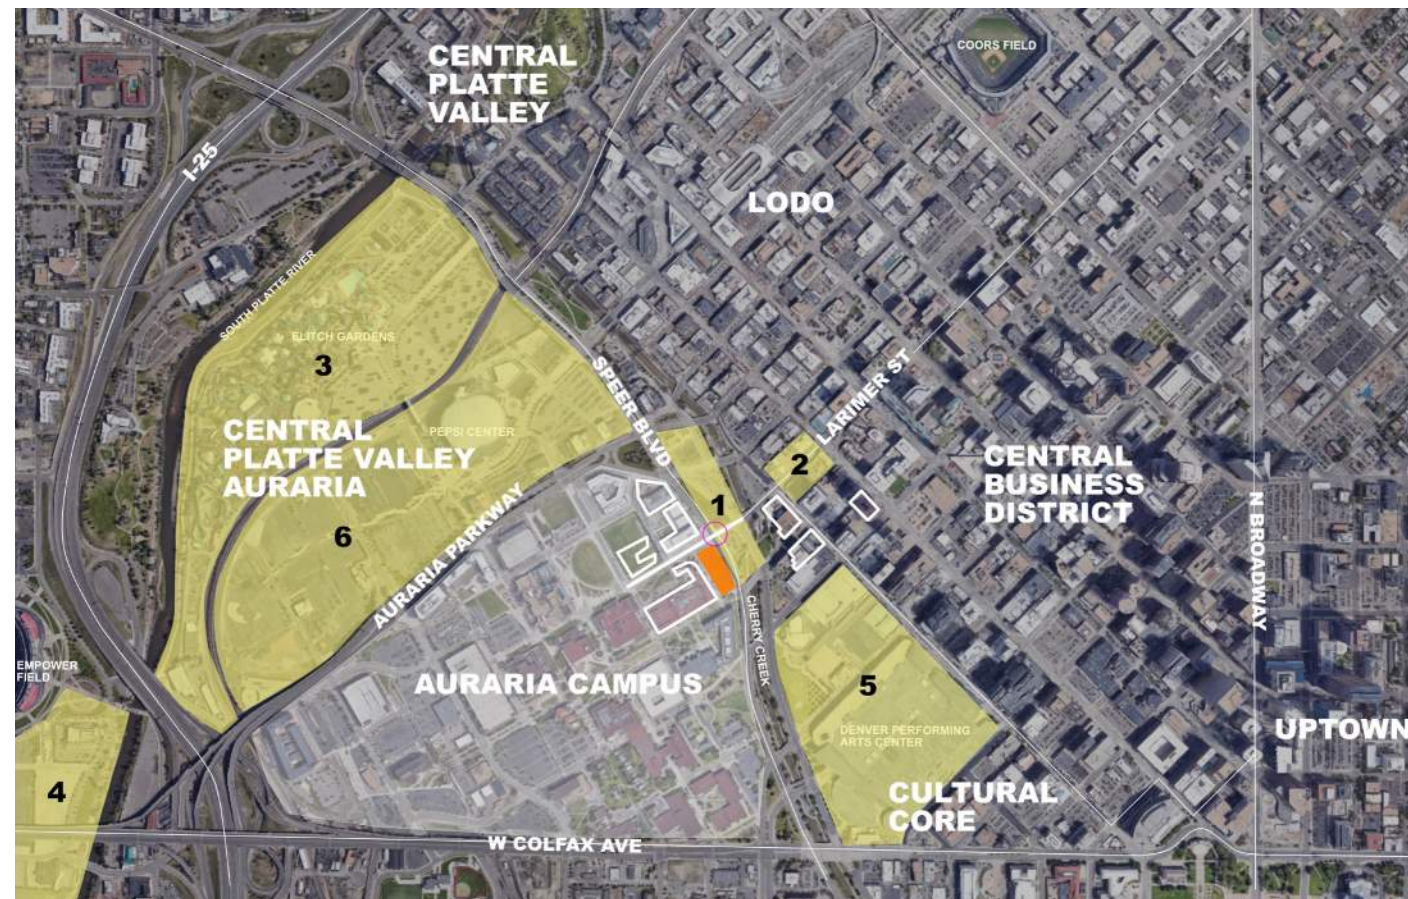 CENTRAL
PLATTE
VALLEY
COORS FIELD
I-25
LODO
SOUTH PLATTE RIVER
ELITCH GARDENS
3
SPEER BLVD
LARIMER ST
CENTRAL
PLATTE VALLEY
AURARIA
PEPSI CENTER
2
CENTRAL
BUSINESS
DISTRICT
1
6
AURARIA PARKWAY
N BROADWAY
CHERRY CREEK
EMPOWER
FIELD
AURARIA CAMPUS
5
DENVER PERFORMING
ARTS CENTER
UPTOWN
4
CULTURAL
CORE
W COLFAX AVE